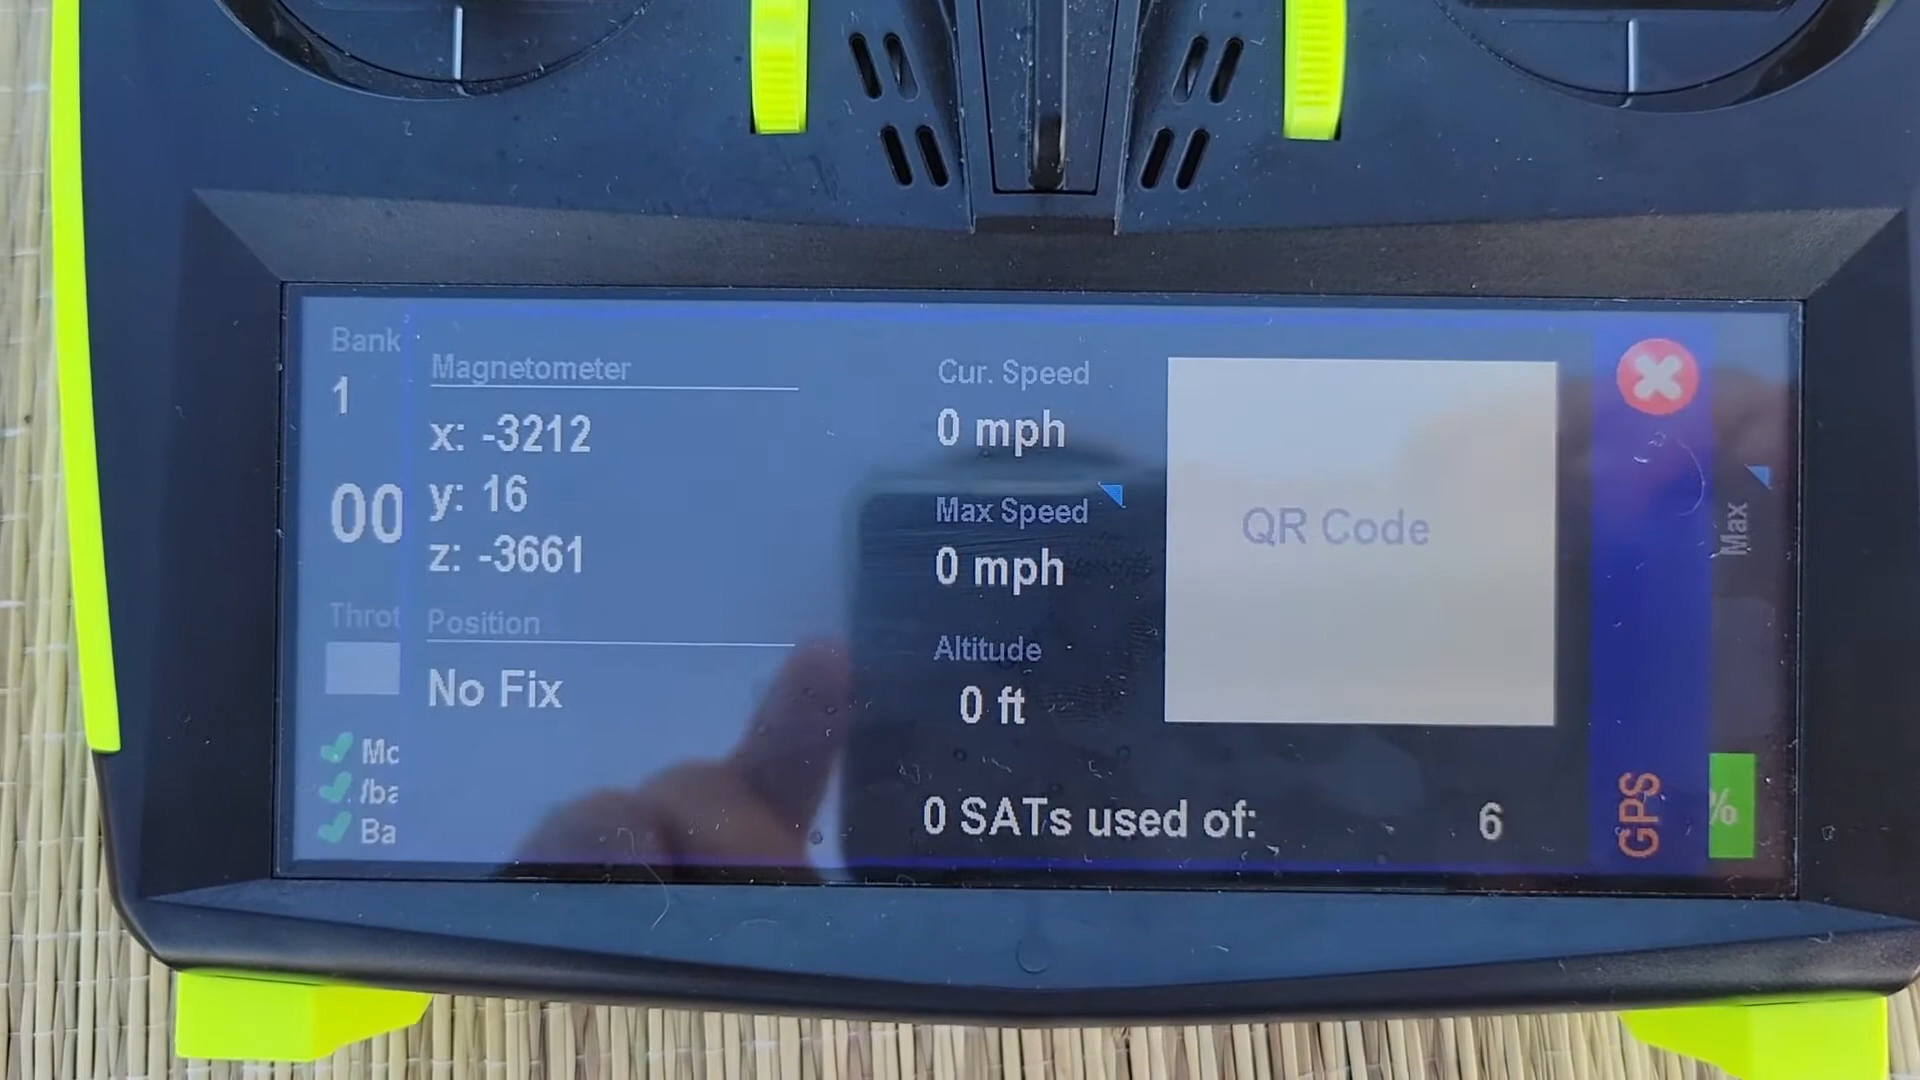 Bank
1
00
Throt
Mc
/ba
Ba
Magnetometer
x: -3212
y: 16
z: -3661
Position
No Fix
Cur. Speed
0 mph
Max Speed
0 mph
Altitude
0 ft
0 SATs used of: 6
QR Code
GPS
Max
%